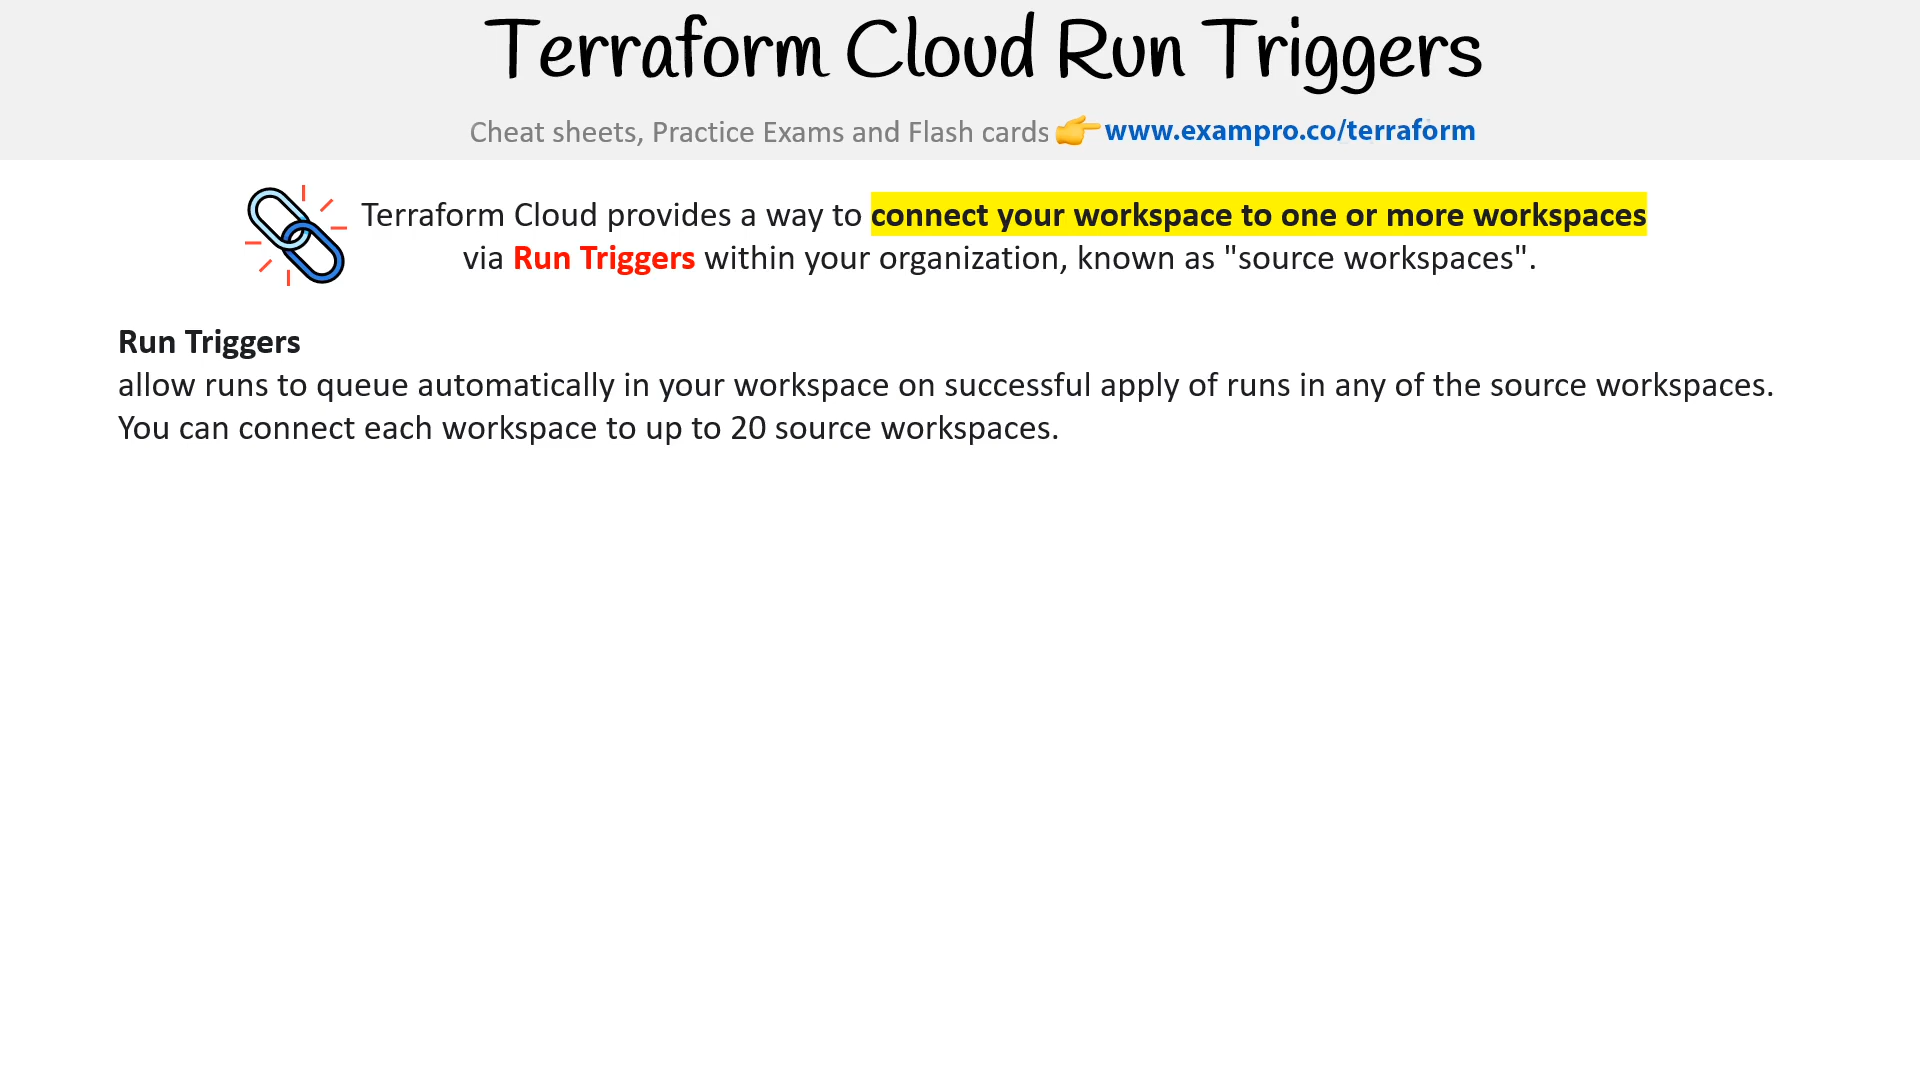 Terraform Cloud Run Triggers
Cheat sheets, Practice Exams and Flash cards 👉 www.exampro.co/terraform
Terraform Cloud provides a way to connect your workspace to one or more workspaces
via Run Triggers within your organization, known as "source workspaces".
Run Triggers
allow runs to queue automatically in your workspace on successful apply of runs in any of the source workspaces.
You can connect each workspace to up to 20 source workspaces.